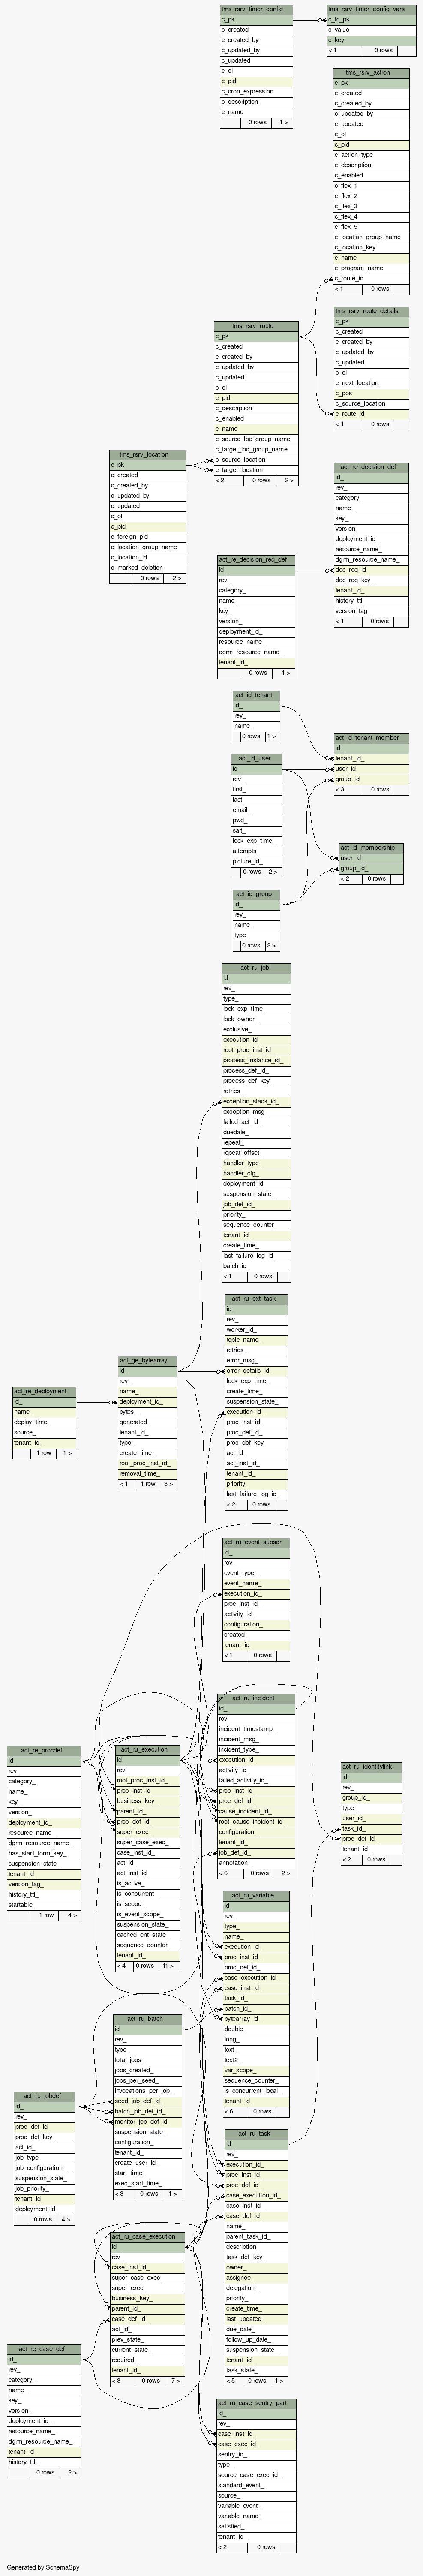 tms_rsrv_timer_config
c_pk
c_created
c_created_by
c_updated_by
c_updated
c_ol
c_pid
c_cron_expression
c_description
c_name
0 rows 1 >
tms_rsrv_timer_config_vars
c_tc_pk
c_value
c_key
< 1 0 rows
tms_rsrv_action
c_pk
c_created
c_created_by
c_updated_by
c_updated
c_ol
c_pid
c_action_type
c_description
c_enabled
c_flex_1
c_flex_2
c_flex_3
c_flex_4
c_flex_5
c_location_group_name
c_location_key
c_name
c_program_name
c_route_id
< 1 0 rows
tms_rsrv_route_details
c_pk
c_created
c_created_by
c_updated_by
c_updated
c_ol
c_next_location
c_pos
c_source_location
c_route_id
< 1 0 rows
tms_rsrv_route
c_pk
c_created
c_created_by
c_updated_by
c_updated
c_ol
c_pid
c_description
c_enabled
c_name
c_source_loc_group_name
c_target_loc_group_name
c_source_location
c_target_location
< 2 0 rows 2 >
tms_rsrv_location
c_pk
c_created
c_created_by
c_updated_by
c_updated
c_ol
c_pid
c_foreign_pid
c_location_group_name
c_location_id
c_marked_deletion
0 rows 2 >
act_re_decision_def
id_
rev_
category_
name_
key_
version_
deployment_id_
resource_name_
dgrm_resource_name_
dec_req_id_
dec_req_key_
tenant_id_
history_ttl_
version_tag_
< 1 0 rows
act_re_decision_req_def
id_
rev_
category_
name_
key_
version_
deployment_id_
resource_name_
dgrm_resource_name_
tenant_id_
0 rows 1 >
act_id_tenant
id_
rev_
name_
0 rows 1 >
act_id_tenant_member
id_
tenant_id_
user_id_
group_id_
< 3 0 rows
act_id_user
id_
rev_
first_
last_
email_
pwd_
salt_
lock_exp_time_
attempts_
picture_id_
0 rows 2 >
act_id_membership
user_id_
group_id_
< 2 0 rows
act_id_group
id_
rev_
name_
type_
0 rows 2 >
act_ru_job
id_
rev_
type_
lock_exp_time_
lock_owner_
exclusive_
execution_id_
root_proc_inst_id_
process_instance_id_
process_def_id_
process_def_key_
retries_
exception_stack_id_
exception_msg_
failed_act_id_
duedate_
repeat_
repeat_offset_
handler_type_
handler_cfg_
deployment_id_
suspension_state_
job_def_id_
priority_
sequence_counter_
tenant_id_
create_time_
last_failure_log_id_
batch_id_
< 1 0 rows
act_ru_ext_task
id_
rev_
worker_id_
topic_name_
retries_
error_msg_
error_details_id_
lock_exp_time_
create_time_
suspension_state_
execution_id_
proc_inst_id_
proc_def_id_
proc_def_key_
act_id_
act_inst_id_
tenant_id_
priority_
last_failure_log_id_
< 2 0 rows
act_ge_bytearray
id_
rev_
name_
deployment_id_
bytes_
generated_
tenant_id_
type_
create_time_
root_proc_inst_id_
removal_time_
< 1 1 row 3 >
act_re_deployment
id_
name_
deploy_time_
source_
tenant_id_
1 row 1 >
act_ru_event_subscr
id_
rev_
event_type_
event_name_
execution_id_
proc_inst_id_
activity_id_
configuration_
created_
tenant_id_
< 1 0 rows
act_ru_incident
id_
rev_
incident_timestamp_
incident_msg_
incident_type_
execution_id_
activity_id_
failed_activity_id_
proc_inst_id_
proc_def_id_
cause_incident_id_
root_cause_incident_id_
configuration_
tenant_id_
job_def_id_
annotation_
< 6 0 rows 2 >
act_re_procdef
id_
rev_
category_
name_
key_
version_
deployment_id_
resource_name_
dgrm_resource_name_
has_start_form_key_
suspension_state_
tenant_id_
version_tag_
history_ttl_
startable_
1 row 4 >
act_ru_execution
id_
rev_
root_proc_inst_id_
proc_inst_id_
business_key_
parent_id_
proc_def_id_
super_exec_
super_case_exec_
case_inst_id_
act_id_
act_inst_id_
is_active_
is_concurrent_
is_scope_
is_event_scope_
suspension_state_
cached_ent_state_
sequence_counter_
tenant_id_
< 4 0 rows 11 >
act_ru_identitylink
id_
rev_
group_id_
type_
user_id_
task_id_
proc_def_id_
tenant_id_
< 2 0 rows
act_ru_variable
id_
rev_
type_
name_
execution_id_
proc_inst_id_
proc_def_id_
case_execution_id_
case_inst_id_
task_id_
batch_id_
bytearray_id_
double_
long_
text_
text2_
var_scope_
sequence_counter_
is_concurrent_local_
tenant_id_
< 6 0 rows
act_ru_batch
id_
rev_
type_
total_jobs_
jobs_created_
jobs_per_seed_
invocations_per_job_
seed_job_def_id_
batch_job_def_id_
monitor_job_def_id_
suspension_state_
configuration_
tenant_id_
create_user_id_
start_time_
exec_start_time_
< 3 0 rows 1 >
act_ru_jobdef
id_
rev_
proc_def_id_
proc_def_key_
act_id_
job_type_
job_configuration_
suspension_state_
job_priority_
tenant_id_
deployment_id_
0 rows 4 >
act_ru_task
id_
rev_
execution_id_
proc_inst_id_
proc_def_id_
case_execution_id_
case_inst_id_
case_def_id_
name_
parent_task_id_
description_
task_def_key_
owner_
assignee_
delegation_
priority_
create_time_
last_updated_
due_date_
follow_up_date_
suspension_state_
tenant_id_
task_state_
< 5 0 rows 1 >
act_ru_case_execution
id_
rev_
case_inst_id_
super_case_exec_
super_exec_
business_key_
parent_id_
case_def_id_
act_id_
prev_state_
current_state_
required_
tenant_id_
< 3 0 rows 7 >
act_re_case_def
id_
rev_
category_
name_
key_
version_
deployment_id_
resource_name_
dgrm_resource_name_
tenant_id_
history_ttl_
0 rows 2 >
act_ru_case_sentry_part
id_
rev_
case_inst_id_
case_exec_id_
sentry_id_
type_
source_case_exec_id_
standard_event_
source_
variable_event_
variable_name_
satisfied_
tenant_id_
< 2 0 rows
Generated by SchemaSpy